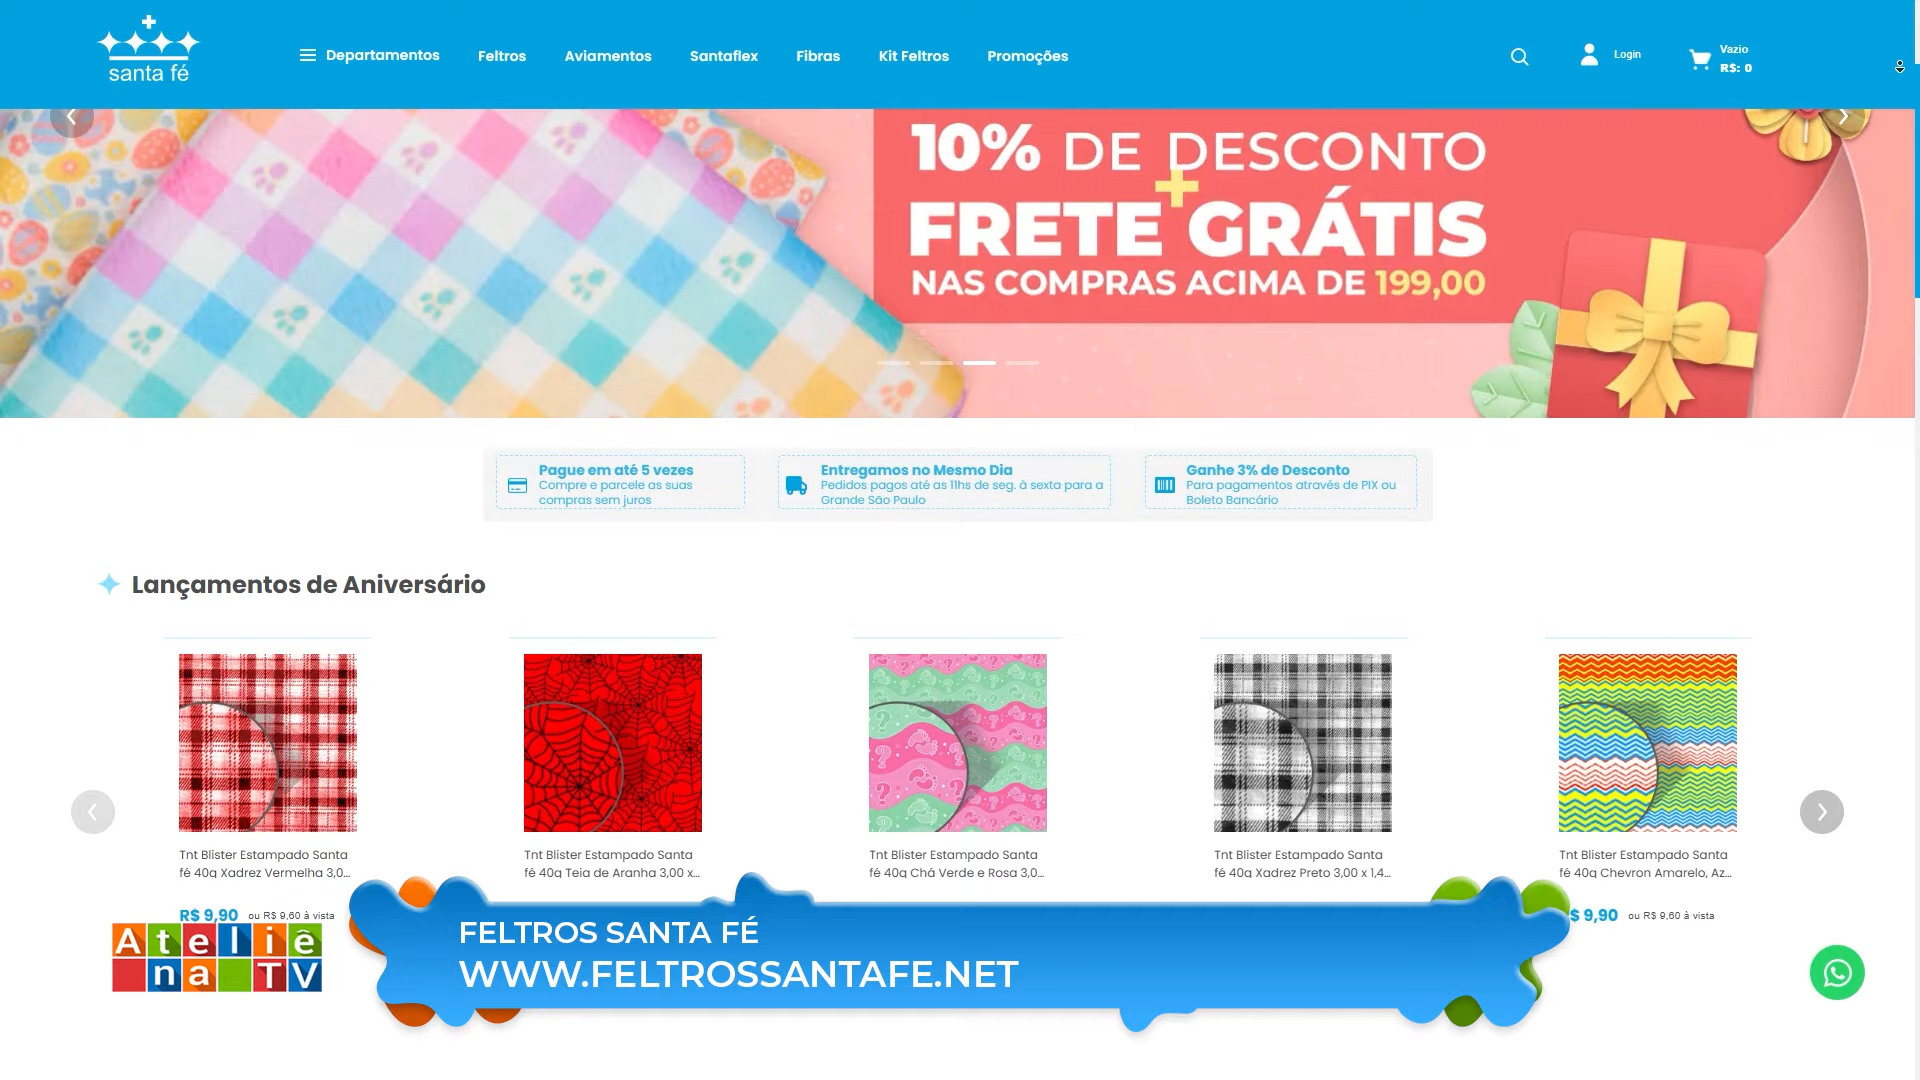 santa fé
Departamentos
Feltros
Aviamentos
Santaflex
Fibras
Kit Feltros
Promoções
Login
Vazio
R$: 0
10% DE DESCONTO
+
FRETE GRÁTIS
NAS COMPRAS ACIMA DE 199,00
Pague em até 5 vezes
Compre e parcele as suas
compras sem juros
Entregamos no Mesmo Dia
Pedidos pagos até as 11hs de seg. à sexta para a
Grande São Paulo
Ganhe 3% de Desconto
Para pagamentos através de PIX ou
Boleto Bancário
Lançamentos de Aniversário
Tnt Blister Estampado Santa
fé 40g Xadrez Vermelha 3,0...
R$ 9,90 ou R$ 9,60 à vista
Tnt Blister Estampado Santa
fé 40g Teia de Aranha 3,00 x...
Tnt Blister Estampado Santa
fé 40g Chá Verde e Rosa 3,0...
Tnt Blister Estampado Santa
fé 40g Xadrez Preto 3,00 x 1,4...
Tnt Blister Estampado Santa
fé 40g Chevron Amarelo, Az...
$ 9,90 ou R$ 9,60 à vista
Ateliê
na TV
FELTROS SANTA FÉ
WWW.FELTROSSANTAFE.NET